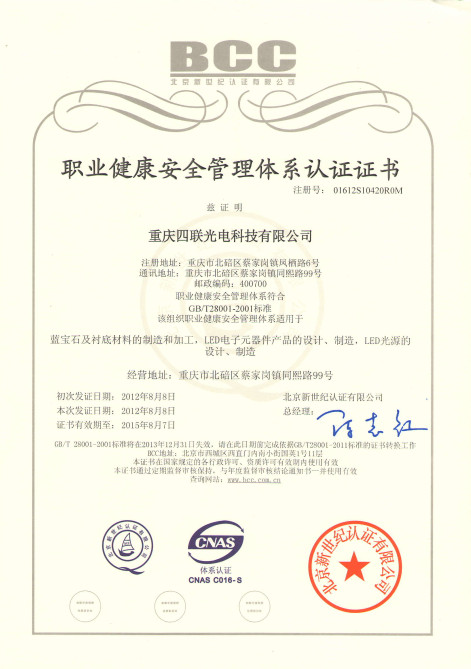 BCC
北京新世纪认证有限公司
职业健康安全管理体系认证证书
注册号： 01612S10420R0M
兹 证 明
重庆四联光电科技有限公司
注册地址：重庆市北碚区蔡家岗镇凤栖路6号
通讯地址：重庆市北碚区蔡家岗镇同熙路99号
邮政编码：400700
职业健康安全管理体系符合
GB/T28001-2001标准
该组织职业健康安全管理体系适用于
蓝宝石及衬底材料的制造和加工，LED电子元器件产品的设计、制造，LED光源的
设计、制造
经营地址：重庆市北碚区蔡家岗镇同熙路99号
初次发证日期：2012年8月8日
北京新世纪认证有限公司
本次发证日期：2012年8月8日
总经理：
证书有效期至：2015年8月7日
GB/T 28001-2001标准将在2013年12月31日失效，请在此日期前完成依据GB/T28001-2011标准的证书转换工作
BCC地址：北京市西城区西直门内南小街国英1号11层
本证书在国家规定的各行政许可、资质许可有效期内使用有效
本证书通过定期监督审核保持，与年度监督审核结论通知书一并使用有效
查询网站：www.bcc.com.cn
北京新世纪认证有限公司
CNAS
体系认证
CNAS C016-S
北京新世纪认证有限公司